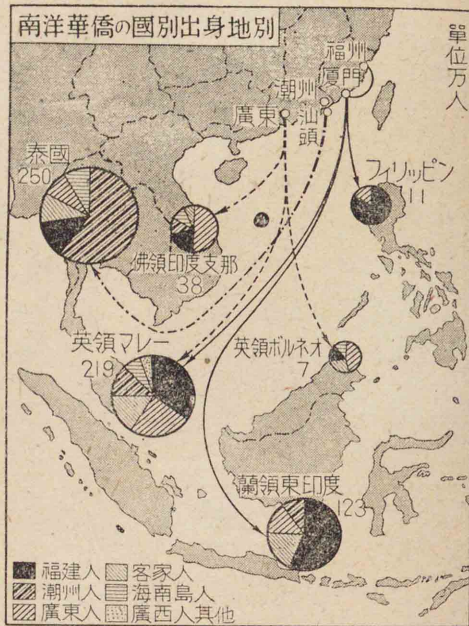 南洋華僑の國別出身地別
單位万人
福州
厦門
潮州
汕頭
廣東
泰國
250
フィリッピン
11
佛領印度支那
38
英領マレー
219
英領ボルネオ
7
蘭領東印度
123
福建人
客家人
潮州人
海南島人
廣東人
廣西人其他